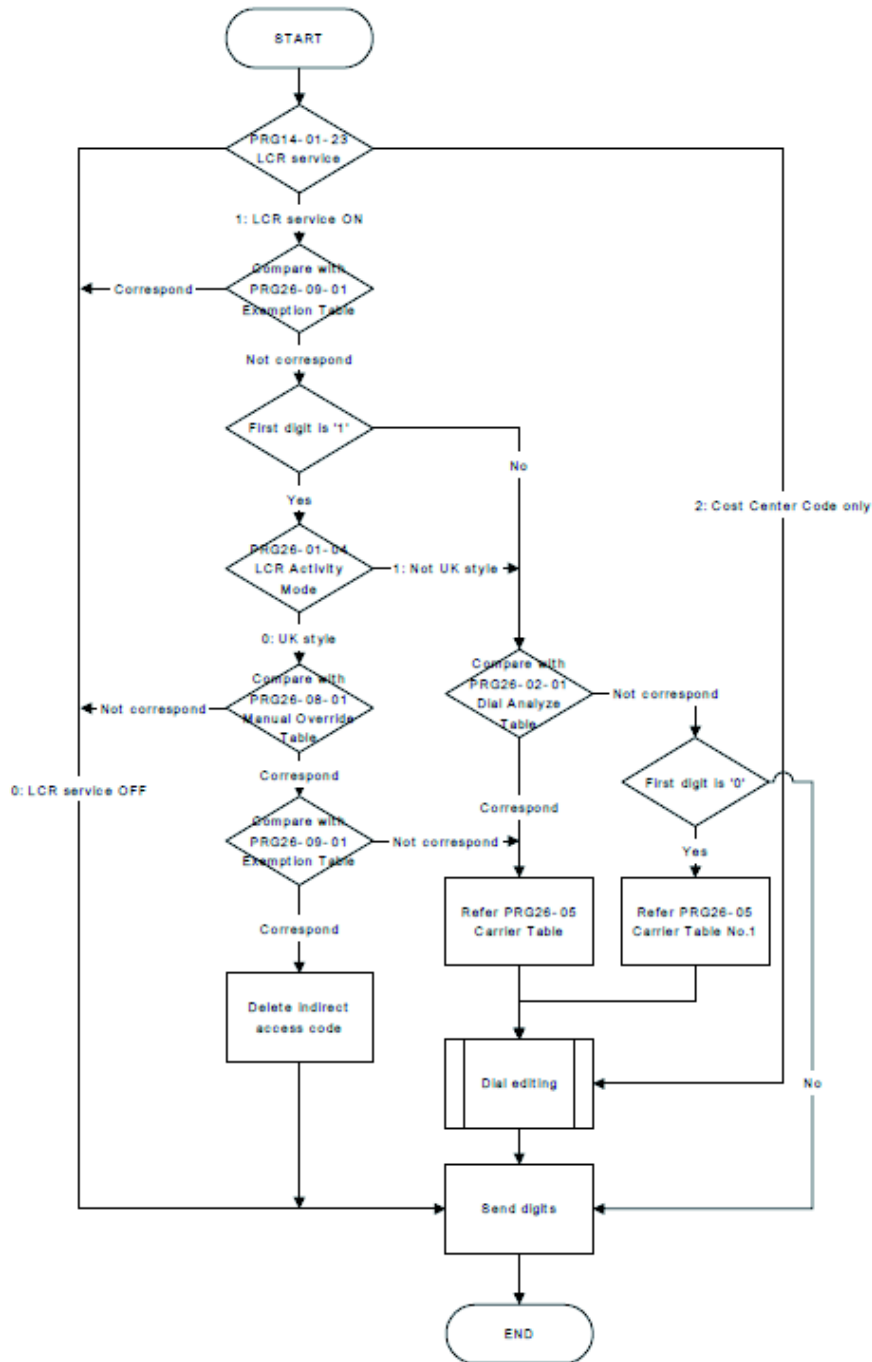 START
PRG14-01-23
LCR service
1: LCR service ON
Compare with
PRG26-09-01
Exemption Table
Correspond
Not correspond
First digit is '1'
No
Yes
2: Cost Center Code only
PRG26-01-04
LCR Activity
Mode
1: Not UK style
0: UK style
Compare with
PRG26-08-01
Manual Override
Table
Not correspond
Compare with
PRG26-02-01
Dial Analyze
Table
Not correspond
Correspond
0: LCR service OFF
First digit is '0'
Correspond
Compare with
PRG26-09-01
Exemption Table
Not correspond
Yes
Refer PRG26-05
Carrier Table
Refer PRG26-05
Carrier Table No.1
Correspond
Delete indirect
access code
Dial editing
No
Send digits
END